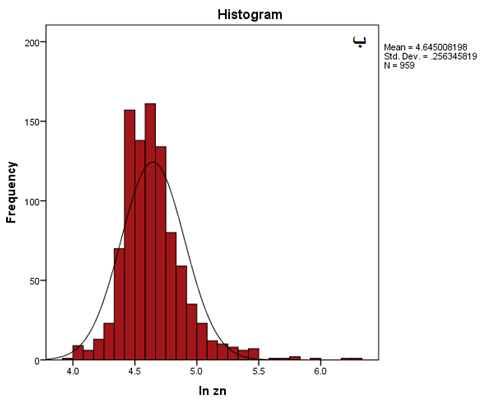 Histogram
ب
Mean = 4.645008198
Std. Dev. = .256345819
N = 959
Frequency
200
150
100
50
0
4.0 4.5 5.0 5.5 6.0
ln zn